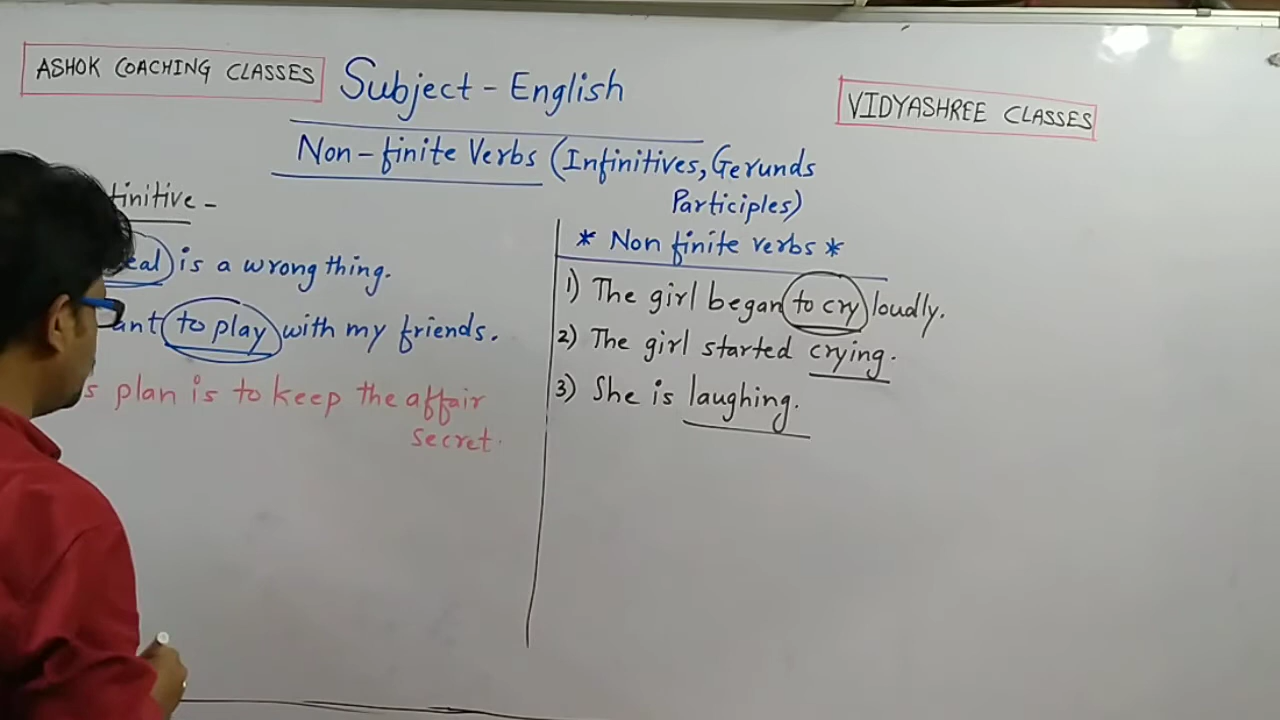 ASHOK COACHING CLASSES
Subject - English
VIDYASHREE CLASSES
Non-finite Verbs (Infinitives, Gerunds
Participles)
finitive -
eal is a wrong thing.
ant to play with my friends.
s plan is to keep the affair
secret.
* Non finite verbs *
1) The girl began to cry loudly.
2) The girl started crying.
3) She is laughing.